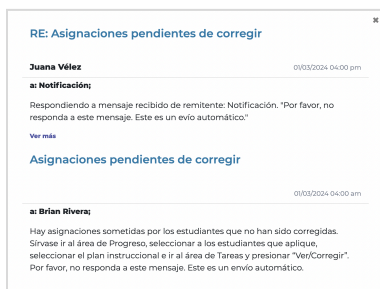 RE: Asignaciones pendientes de corregir
Juana Vélez 01/03/2024 04:00 pm
a: Notificación;
Respondiendo a mensaje recibido de remitente: Notificación. "Por favor, no
responda a este mensaje. Este es un evío automático."
Ver más
Asignaciones pendientes de corregir
01/03/2024 04:00 am
a: Brian Rivera;
Hay asignaciones sometidas por los estudiantes que no han sido corregidas.
Sírvase ir al área de Progreso, seleccionar a los estudiantes que aplique,
seleccionar el plan instruccional e ir al área de Tareas y presionar "Ver/Corregir".
Por favor, no responda a este mensaje. Este es un envío automático.